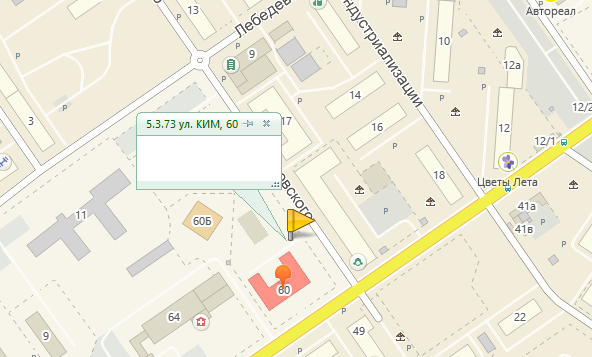 Автореал
Лебедев
Индустриализации
13
9
10
12а
3
14
17
16
12
12/2
12/1
5.3.73 ул. КИМ, 60
18
Цветы Лета
41а
41в
11
60Б
60
64
9
49
22
P
P
P
P
P
P
P
P
P
P
P